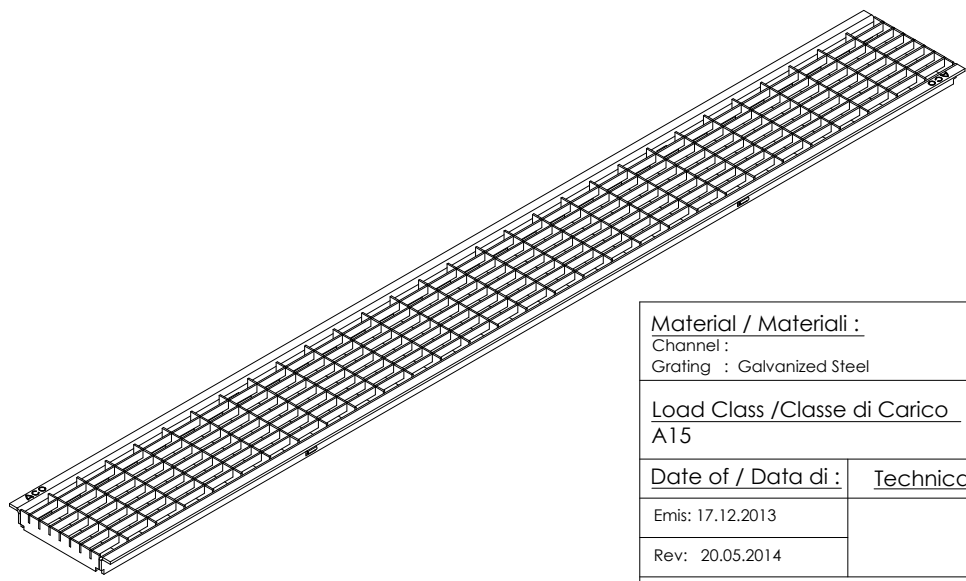 ACO
ACO
Material / Materiali :
Channel :
Grating : Galvanized Steel
Load Class /Classe di Carico
A15
Date of / Data di :
Technico
Emis: 17.12.2013
Rev: 20.05.2014